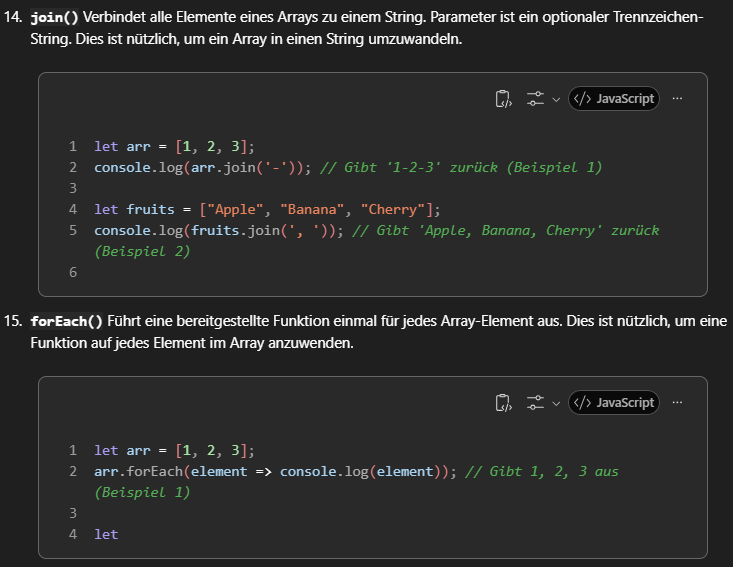 14. join() Verbindet alle Elemente eines Arrays zu einem String. Parameter ist ein optionaler Trennzeichen-
String. Dies ist nützlich, um ein Array in einen String umzuwandeln.
</> JavaScript ···
1 let arr = [1, 2, 3];
2 console.log(arr.join('-')); // Gibt '1-2-3' zurück (Beispiel 1)
3
4 let fruits = ["Apple", "Banana", "Cherry"];
5 console.log(fruits.join(', ')); // Gibt 'Apple, Banana, Cherry' zurück
(Beispiel 2)
6
15. forEach() Führt eine bereitgestellte Funktion einmal für jedes Array-Element aus. Dies ist nützlich, um eine
Funktion auf jedes Element im Array anzuwenden.
</> JavaScript ···
1 let arr = [1, 2, 3];
2 arr.forEach(element => console.log(element)); // Gibt 1, 2, 3 aus
(Beispiel 1)
3
4 let